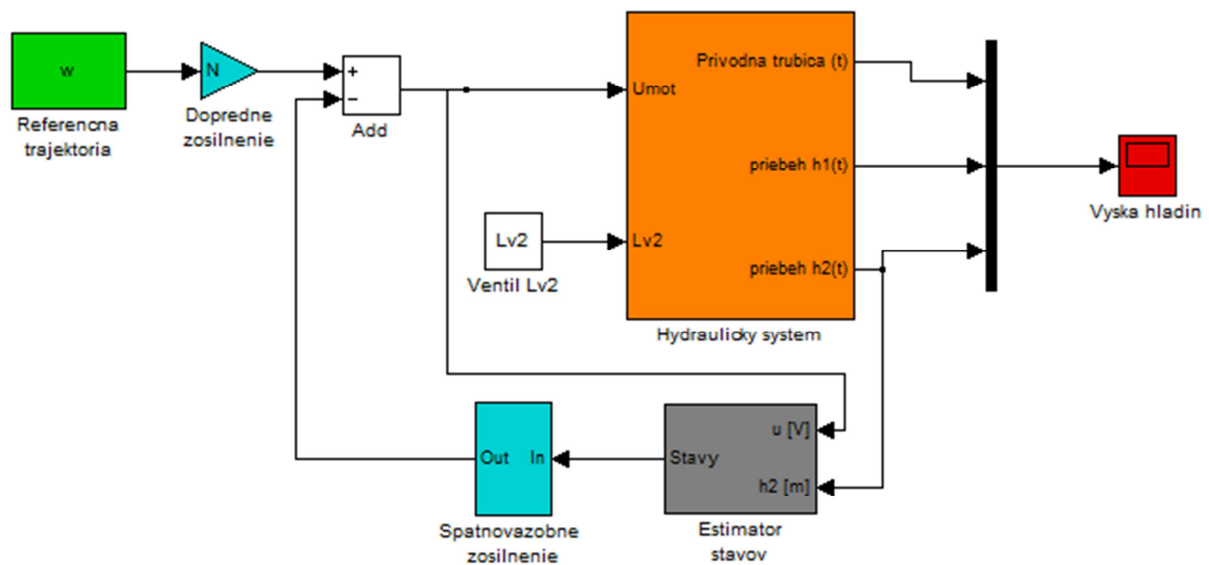 w
Referencna
trajektoria
N
Dopredne
zosilnenie
+
−
Add
Umot
Lv2
Privodna trubica (t)
priebeh h1(t)
priebeh h2(t)
Hydraulicky system
Lv2
Ventil Lv2
Vyska hladin
Out
In
Spatnovazobne
zosilnenie
Stavy
u [V]
h2 [m]
Estimator
stavov